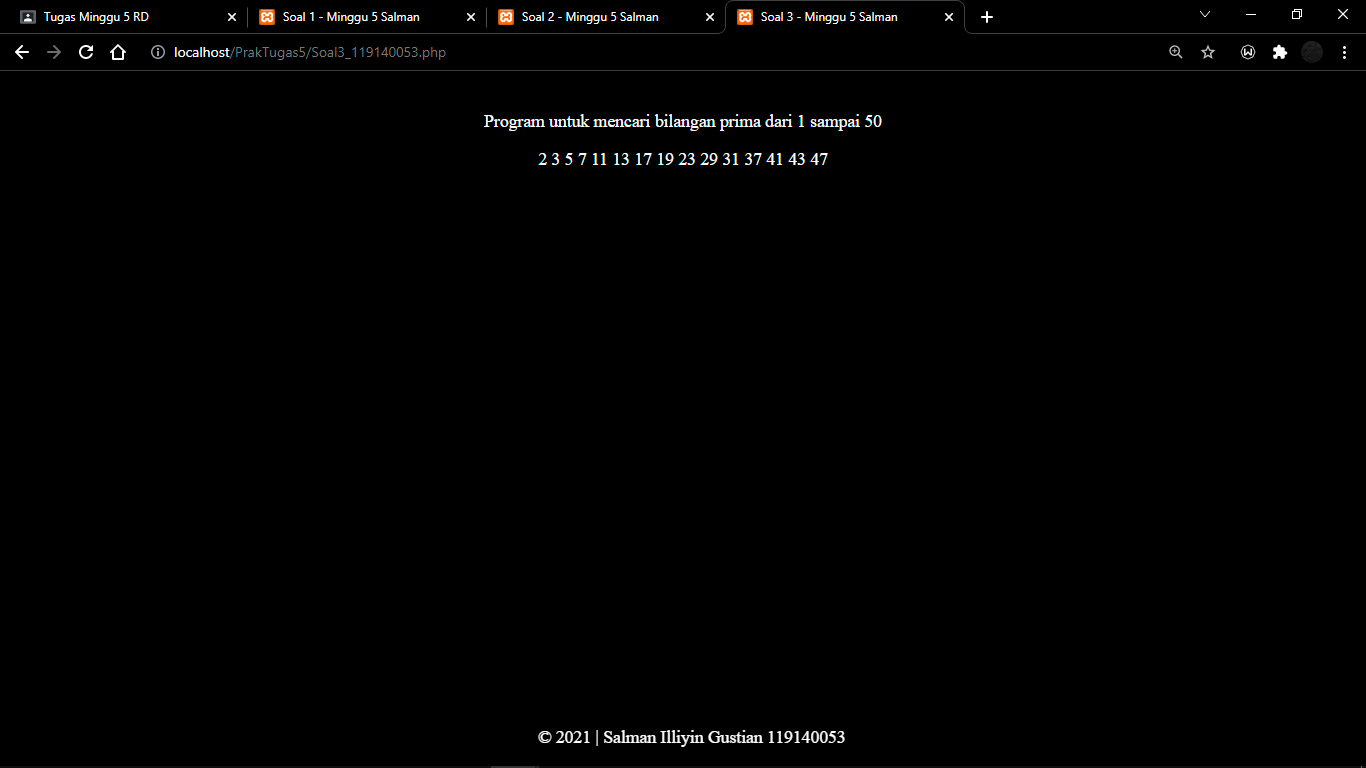 Tugas Minggu 5 RD
Soal 1 - Minggu 5 Salman
Soal 2 - Minggu 5 Salman
Soal 3 - Minggu 5 Salman
localhost/PrakTugas5/Soal3_119140053.php
Program untuk mencari bilangan prima dari 1 sampai 50
2 3 5 7 11 13 17 19 23 29 31 37 41 43 47
© 2021 | Salman Illiyin Gustian 119140053